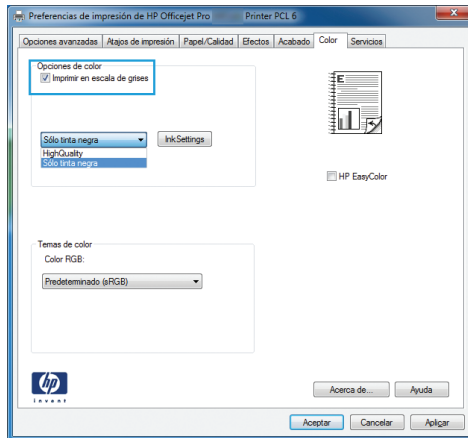 Preferencias de impresión de HP Officejet Pro Printer PCL 6
Opciones avanzadas Atajos de impresión Papel/Calidad Efectos Acabado Color Servicios
Opciones de color
Imprimir en escala de grises
Sólo tinta negra
InkSettings
HighQuality
Sólo tinta negra
E
HP EasyColor
Temas de color
Color RGB:
Predeterminado (sRGB)
hp
invent
Acerca de... Ayuda
Aceptar Cancelar Aplicar